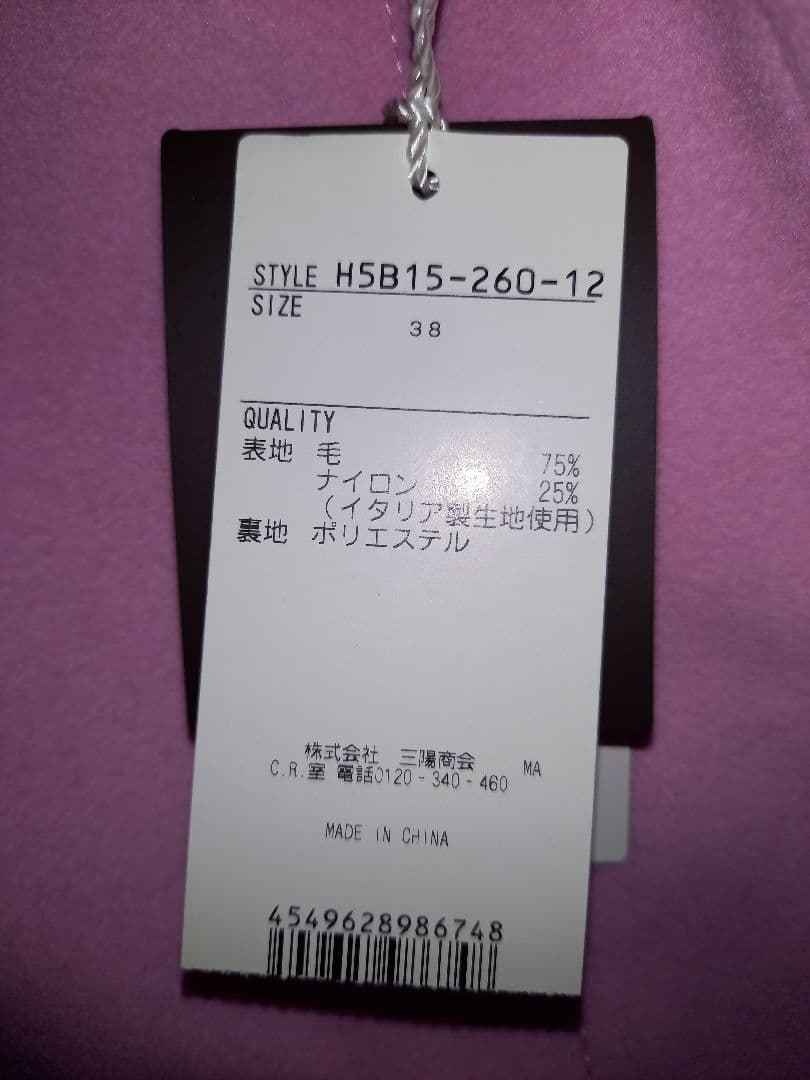 STYLE H5B15-260-12
SIZE
38
QUALITY
表地 毛 75%
ナイロン 25%
(イタリア製生地使用)
裏地 ポリエステル
株式会社 三陽商会 MA
C.R.室 電話0120-340-460
MADE IN CHINA
4549628986748